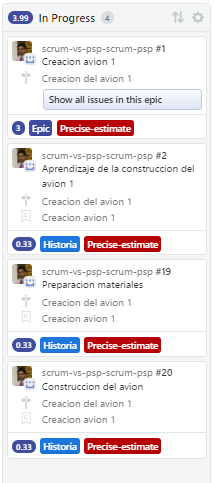 3.99 In Progress 4
scrum-vs-psp-scrum-psp #1
Creacion avion 1
Creacion del avion 1
Show all issues in this epic
3 Epic Precise-estimate
scrum-vs-psp-scrum-psp #2
Aprendizaje de la construccion del
avion 1
Creacion del avion 1
Creacion avion 1
0.33 Historia Precise-estimate
scrum-vs-psp-scrum-psp #19
Preparacion materiales
Creacion del avion 1
Creacion avion 1
0.33 Historia Precise-estimate
scrum-vs-psp-scrum-psp #20
Construccion del avion
Creacion del avion 1
Creacion avion 1
0.33 Historia Precise-estimate